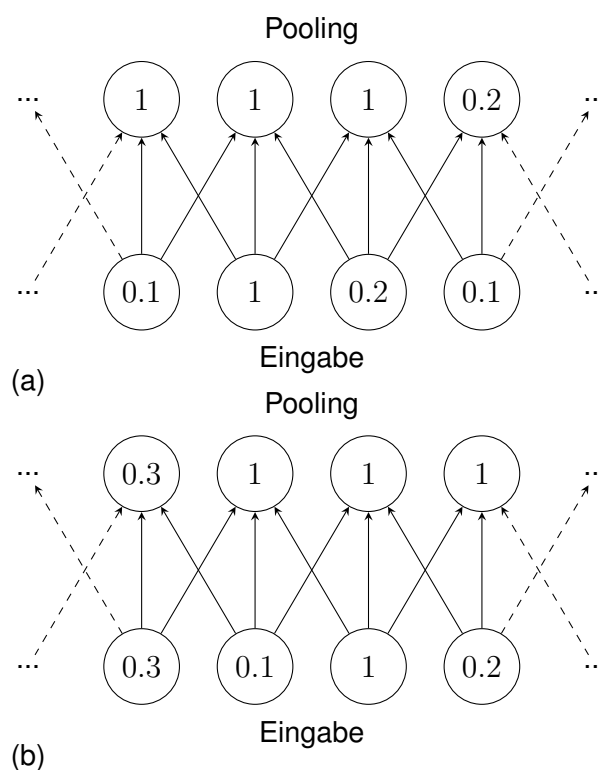 Pooling
... 1 1 1 0.2 ..
... 0.1 1 0.2 0.1 ..
Eingabe
(a)
Pooling
... 0.3 1 1 1 ..
... 0.3 0.1 1 0.2 ..
Eingabe
(b)